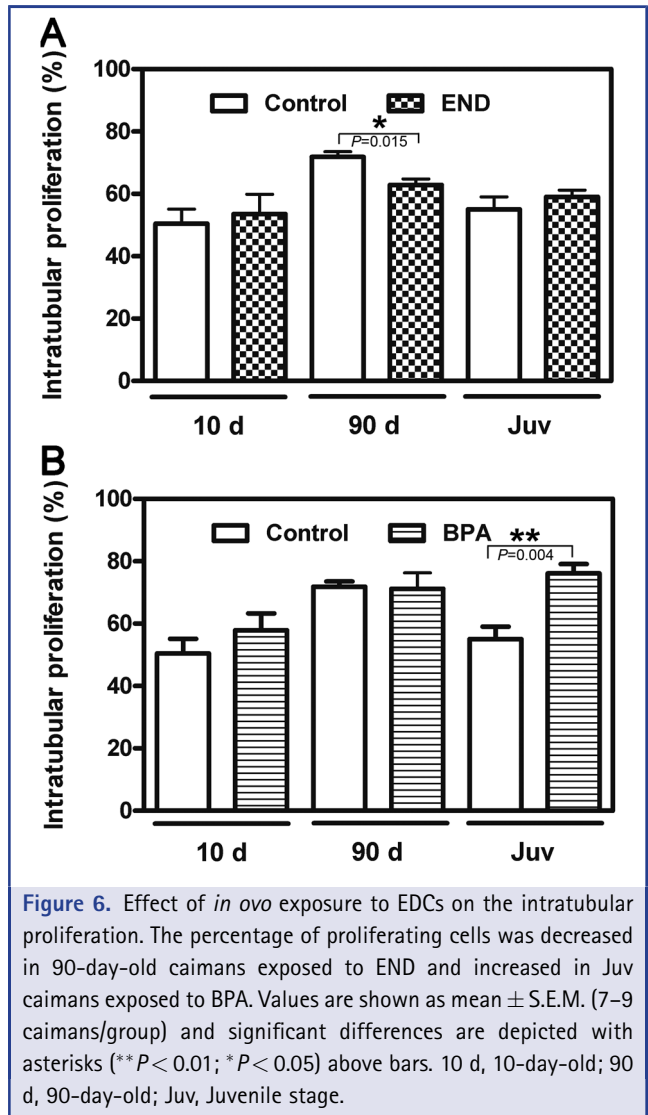 A
Intratubular proliferation (%)
100
80
60
40
20
0
Control
END
*
P=0.015
10 d
90 d
Juv
B
Intratubular proliferation (%)
100
80
60
40
20
0
Control
BPA
**
P=0.004
10 d
90 d
Juv
Figure 6. Effect of in ovo exposure to EDCs on the intratubular
proliferation. The percentage of proliferating cells was decreased
in 90-day-old caimans exposed to END and increased in Juv
caimans exposed to BPA. Values are shown as mean ± S.E.M. (7–9
caimans/group) and significant differences are depicted with
asterisks (**P < 0.01; *P < 0.05) above bars. 10 d, 10-day-old; 90
d, 90-day-old; Juv, Juvenile stage.